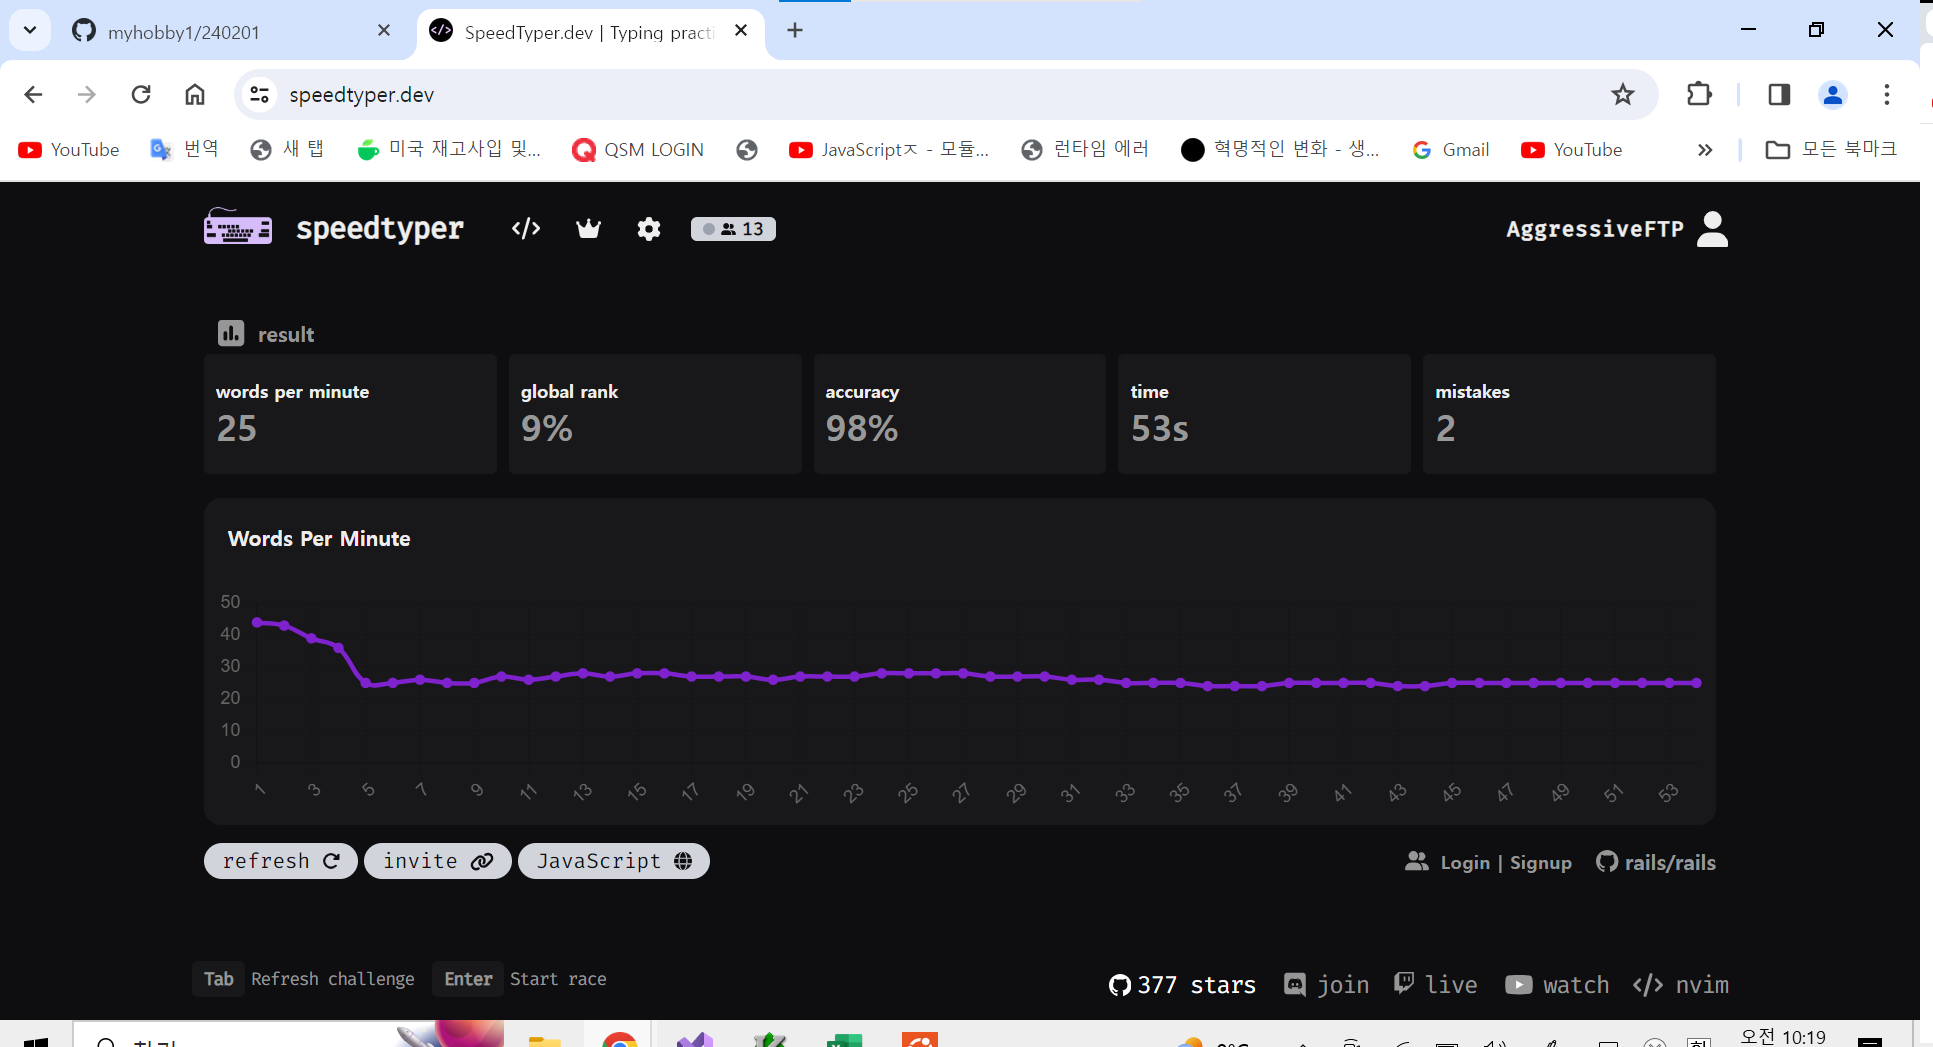 myhobby1/240201
SpeedTyper.dev | Typing practi
speedtyper.dev
YouTube 번역 새 탭 미국 재고사입 및... QSM LOGIN JavaScriptㅈ - 모듈... 런타임 에러 혁명적인 변화 - 생... Gmail YouTube » 모든 북마크
speedtyper </> 13 AggressiveFTP
result
words per minute global rank accuracy time mistakes
25 9% 98% 53s 2
Words Per Minute
50
40
30
20
10
0
1 3 5 7 9 11 13 15 17 19 21 23 25 27 29 31 33 35 37 39 41 43 45 47 49 51 53
refresh invite JavaScript Login | Signup rails/rails
Tab Refresh challenge Enter Start race
377 stars join live watch </> nvim
오전 10:19